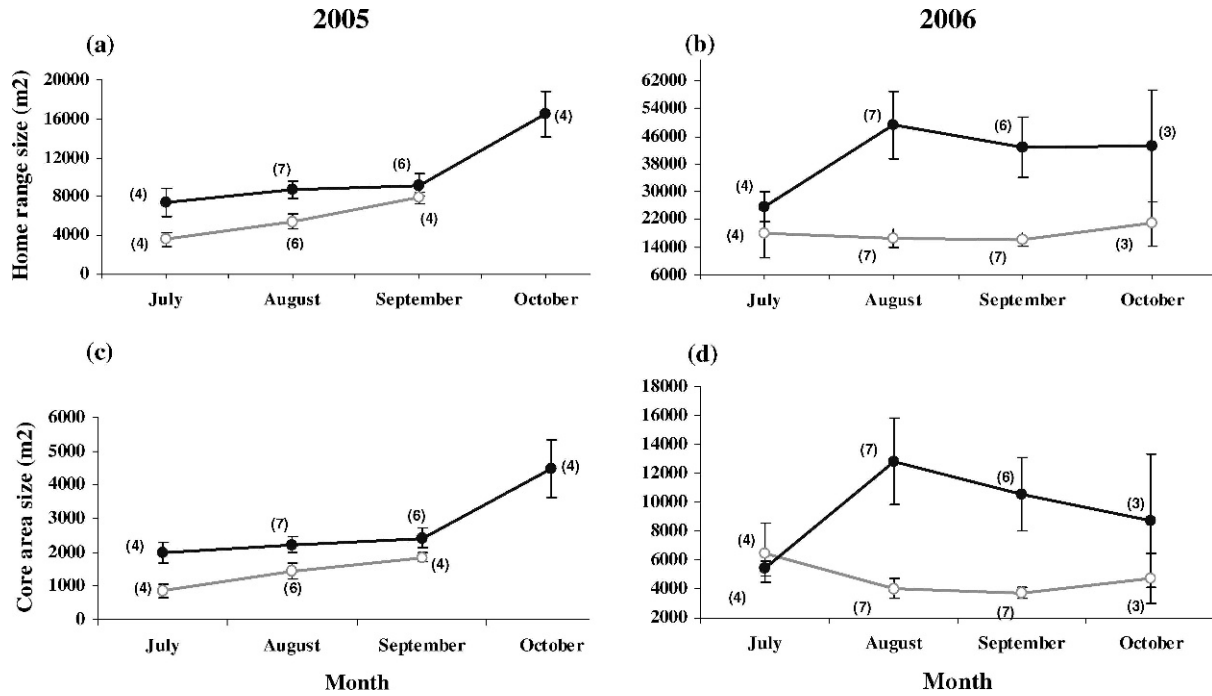 2005
2006
(a)
(b)
Home range size (m2)
20000
16000
12000
8000
4000
0
(4)
(7)
(6)
(4)
(4)
(6)
(4)
July
August
September
October
62000
54000
46000
38000
30000
22000
14000
6000
(4)
(7)
(6)
(3)
(4)
(7)
(7)
(3)
July
August
September
October
(c)
(d)
Core area size (m2)
6000
5000
4000
3000
2000
1000
0
(4)
(7)
(6)
(4)
(4)
(6)
(4)
July
August
September
October
Month
18000
16000
14000
12000
10000
8000
6000
4000
2000
(4)
(7)
(6)
(3)
(4)
(7)
(7)
(3)
July
August
September
October
Month